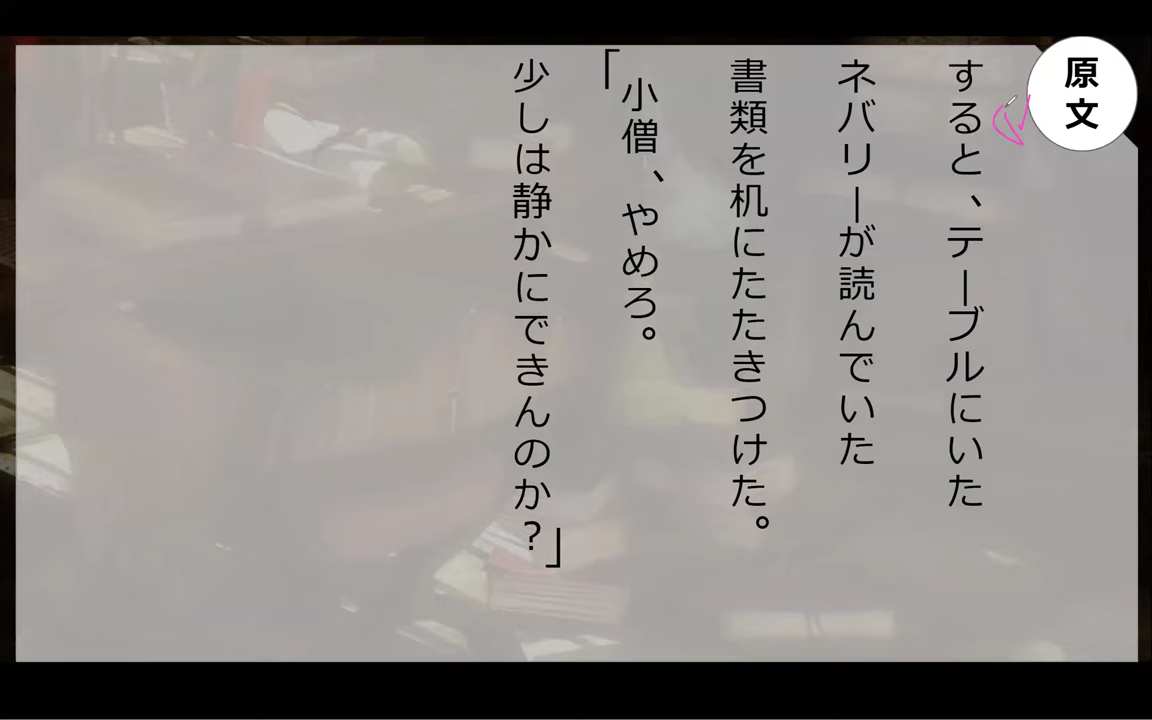 原文
すると、テーブルにいた
ネバリーが読んでいた
書類を机にたたきつけた。
「小僧、やめろ。
少しは静かにできんのか？」